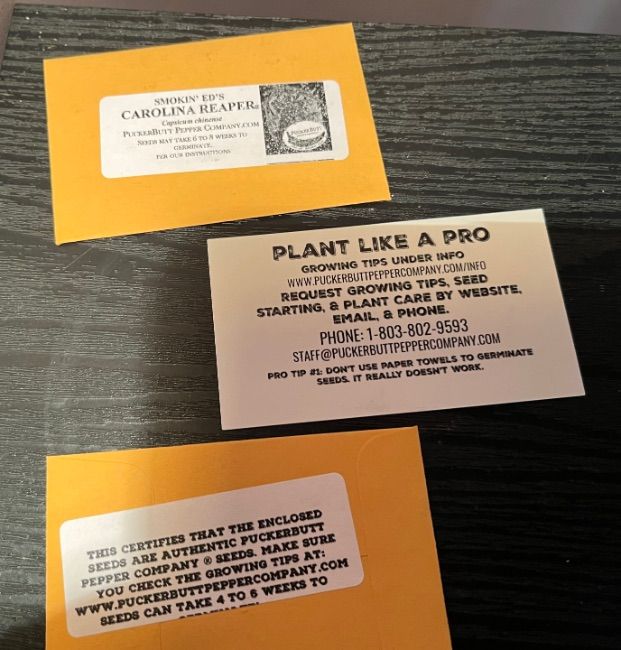 SMOKIN' ED'S
CAROLINA REAPER®
Capsicum chinense
PUCKERBUTT PEPPER COMPANY.COM
SEEDS MAY TAKE 6 TO 8 WEEKS TO
GERMINATE.
PER OUR INSTRUCTIONS
PUCKERBUTT
PLANT LIKE A PRO
GROWING TIPS UNDER INFO
WWW.PUCKERBUTTPEPPERCOMPANY.COM/INFO
REQUEST GROWING TIPS, SEED
STARTING, & PLANT CARE BY WEBSITE,
EMAIL, & PHONE.
PHONE: 1-803-802-9593
STAFF@PUCKERBUTTPEPPERCOMPANY.COM
PRO TIP #1: DON'T USE PAPER TOWELS TO GERMINATE
SEEDS. IT REALLY DOESN'T WORK.
THIS CERTIFIES THAT THE ENCLOSED
SEEDS ARE AUTHENTIC PUCKERBUTT
PEPPER COMPANY ® SEEDS. MAKE SURE
YOU CHECK THE GROWING TIPS AT:
WWW.PUCKERBUTTPEPPERCOMPANY.COM
SEEDS CAN TAKE 4 TO 6 WEEKS TO